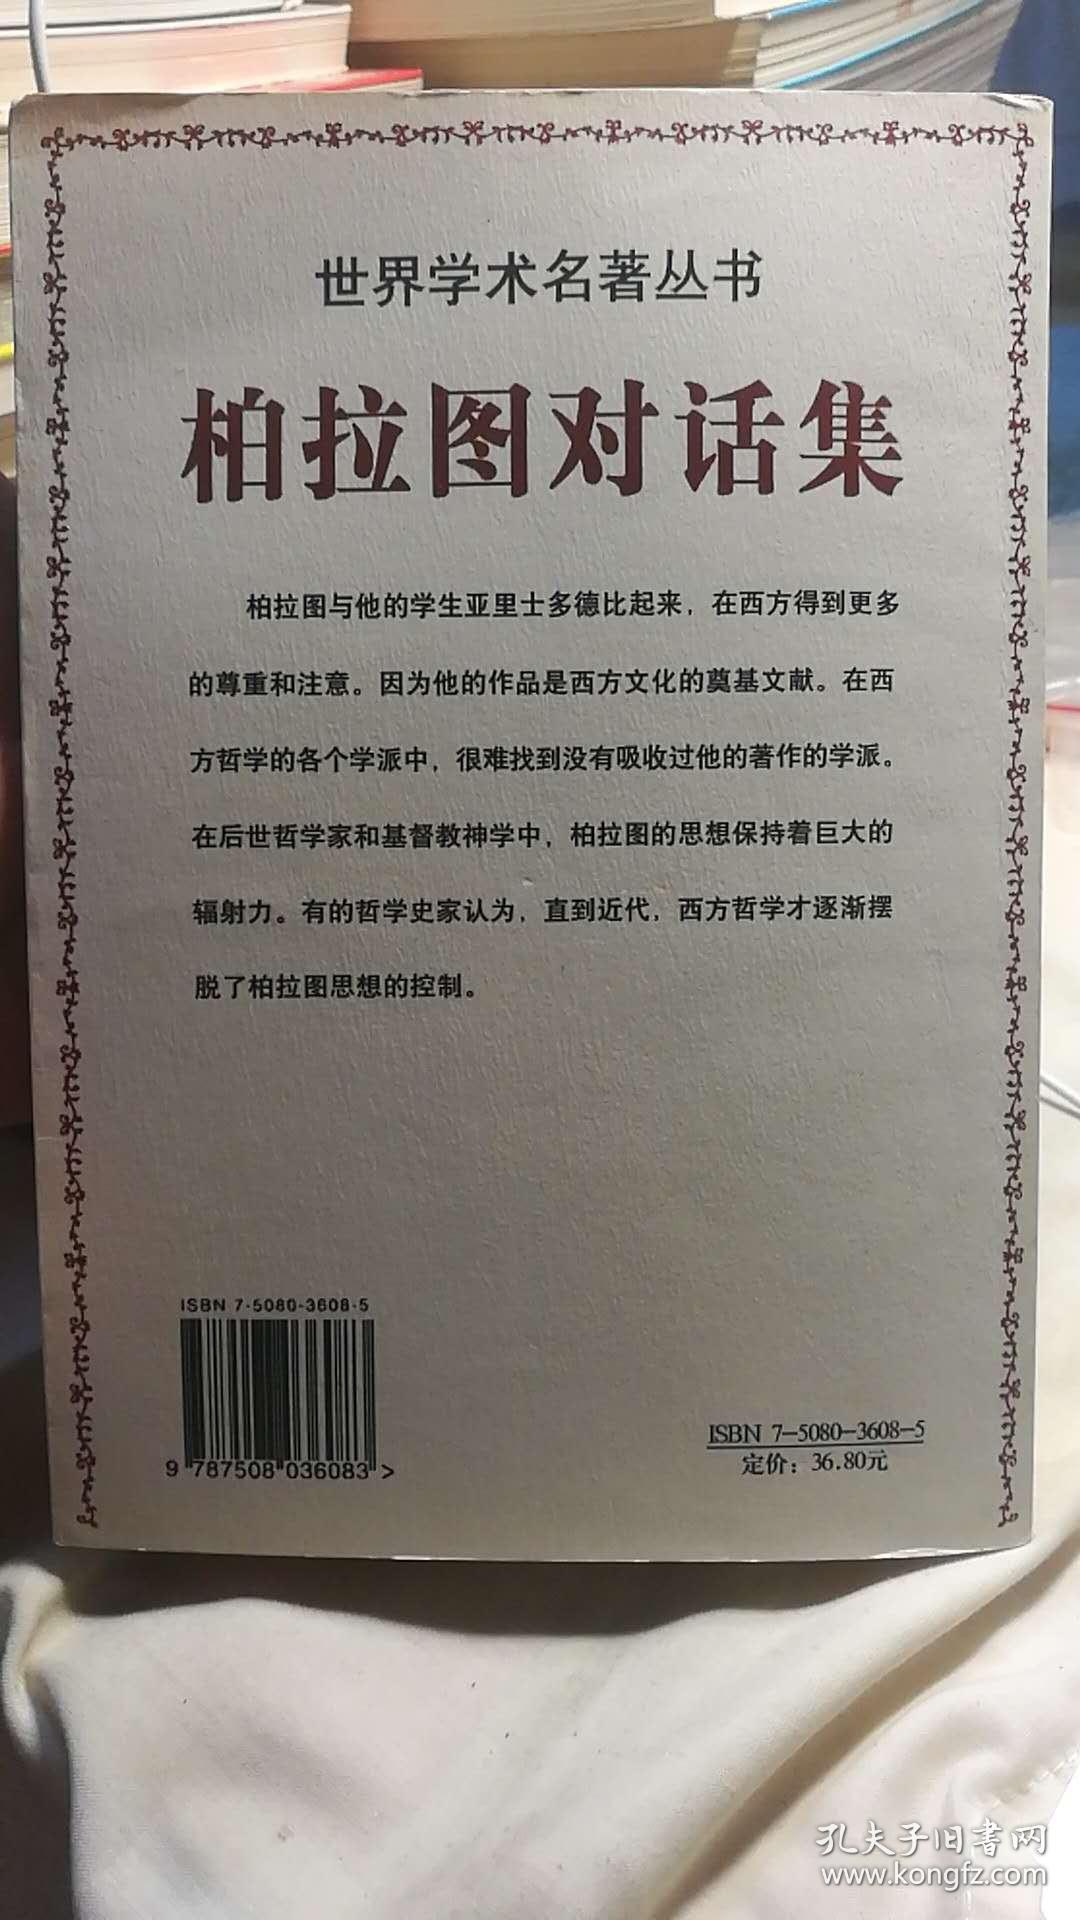 世界学术名著丛书
柏拉图对话集
柏拉图与他的学生亚里士多德比起来，在西方得到更多
的尊重和注意。因为他的作品是西方文化的奠基文献。在西
方哲学的各个学派中，很难找到没有吸收过他的著作的学派。
在后世哲学家和基督教神学中，柏拉图的思想保持着巨大的
辐射力。有的哲学史家认为，直到近代，西方哲学才逐渐摆
脱了柏拉图思想的控制。
ISBN 7-5080-3608-5
9 787508 036083 >
ISBN 7-5080-3608-5
定价：36.80元
孔夫子旧書网
www.kongfz.com